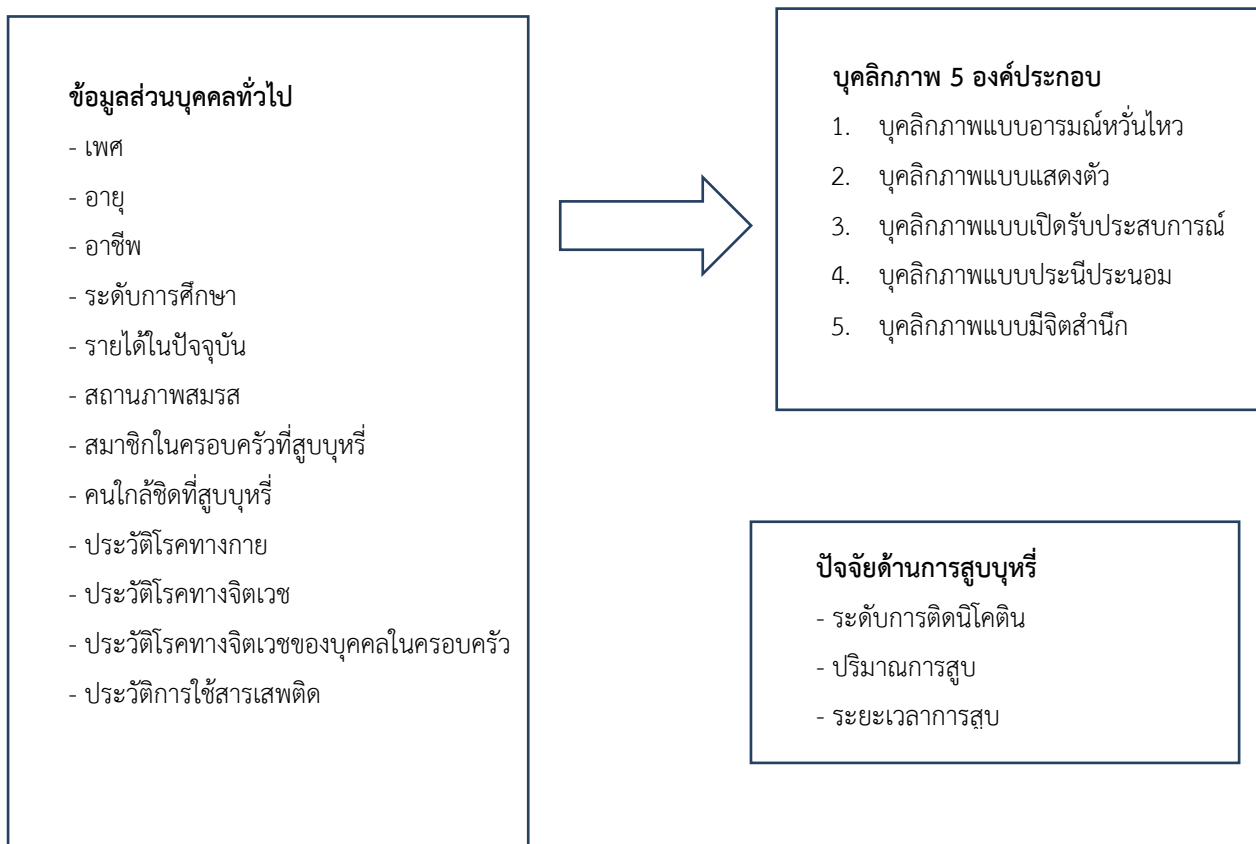 ข้อมูลส่วนบุคคลทั่วไป
- เพศ
- อายุ
- อาชีพ
- ระดับการศึกษา
- รายได้ในปัจจุบัน
- สถานภาพสมรส
- สมาชิกในครอบครัวที่สูบบุหรี่
- คนใกล้ชิดที่สูบบุหรี่
- ประวัติโรคทางกาย
- ประวัติโรคทางจิตเวช
- ประวัติโรคทางจิตเวชของบุคคลในครอบครัว
- ประวัติการใช้สารเสพติด
บุคลิกภาพ 5 องค์ประกอบ
1. บุคลิกภาพแบบอารมณ์หวั่นไหว
2. บุคลิกภาพแบบแสดงตัว
3. บุคลิกภาพแบบเปิดรับประสบการณ์
4. บุคลิกภาพแบบประนีประนอม
5. บุคลิกภาพแบบมีจิตสำนึก
ปัจจัยด้านการสูบบุหรี่
- ระดับการติดนิโคติน
- ปริมาณการสูบ
- ระยะเวลาการสูบ